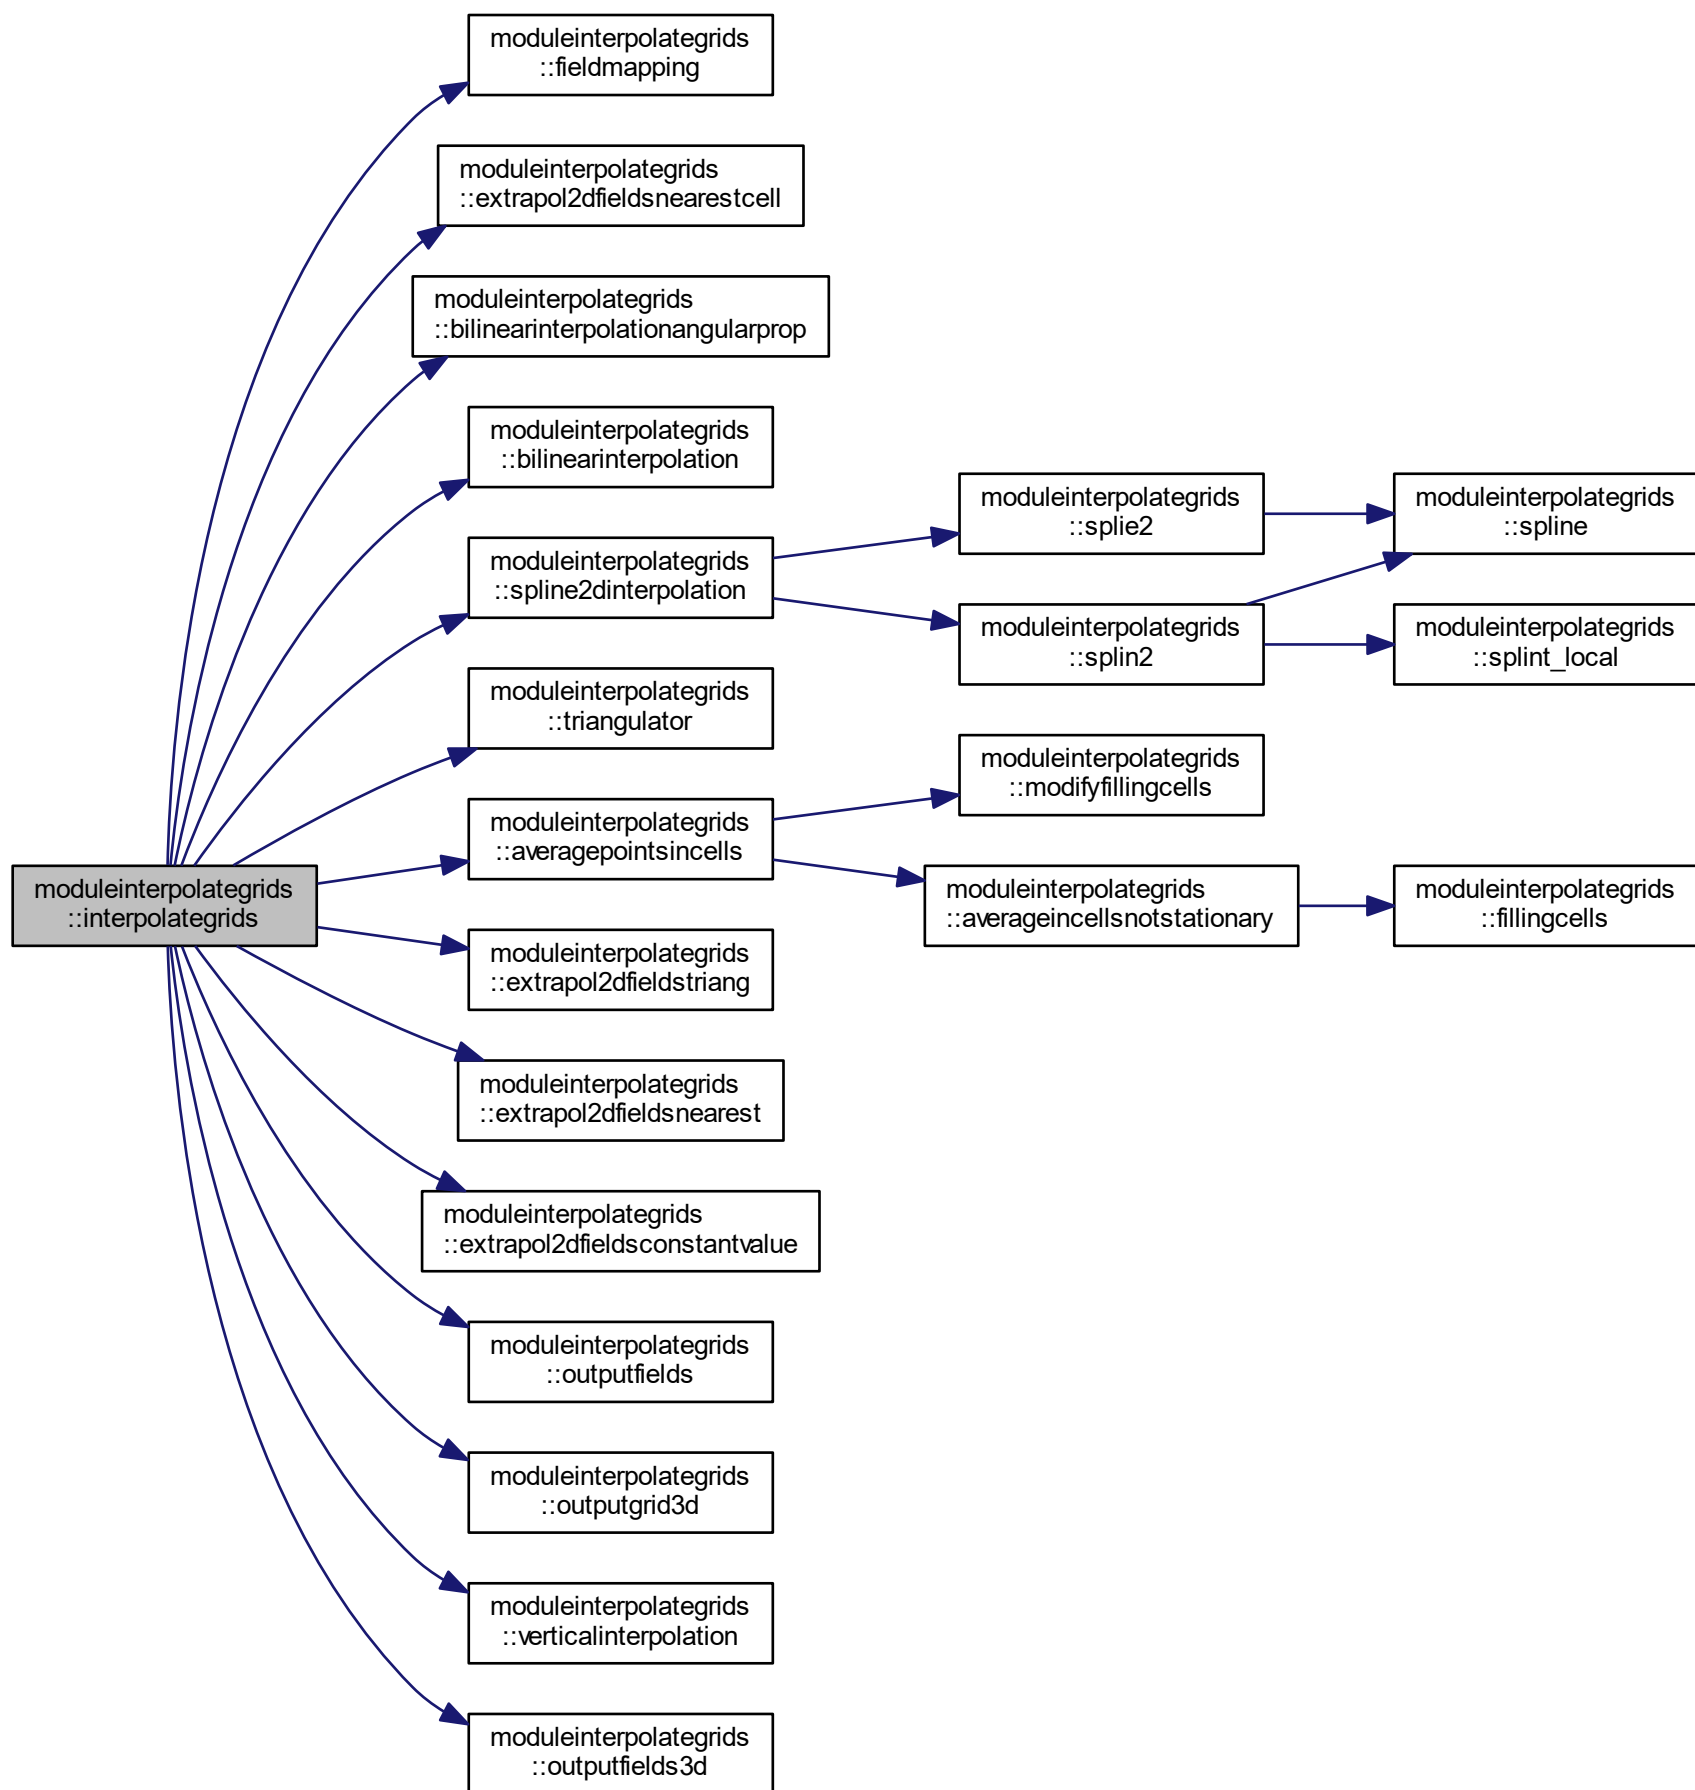 moduleinterpolategrids
::interpolategrids
moduleinterpolategrids
::fieldmapping
moduleinterpolategrids
::extrapol2dfieldsnearestcell
moduleinterpolategrids
::bilinearinterpolationangularprop
moduleinterpolategrids
::bilinearinterpolation
moduleinterpolategrids
::spline2dinterpolation
moduleinterpolategrids
::splie2
moduleinterpolategrids
::spline
moduleinterpolategrids
::splin2
moduleinterpolategrids
::splint_local
moduleinterpolategrids
::triangulator
moduleinterpolategrids
::averagepointsincells
moduleinterpolategrids
::modifyfillingcells
moduleinterpolategrids
::averageincellsnotstationary
moduleinterpolategrids
::fillingcells
moduleinterpolategrids
::extrapol2dfieldstriang
moduleinterpolategrids
::extrapol2dfieldsnearest
moduleinterpolategrids
::extrapol2dfieldsconstantvalue
moduleinterpolategrids
::outputfields
moduleinterpolategrids
::outputgrid3d
moduleinterpolategrids
::verticalinterpolation
moduleinterpolategrids
::outputfields3d